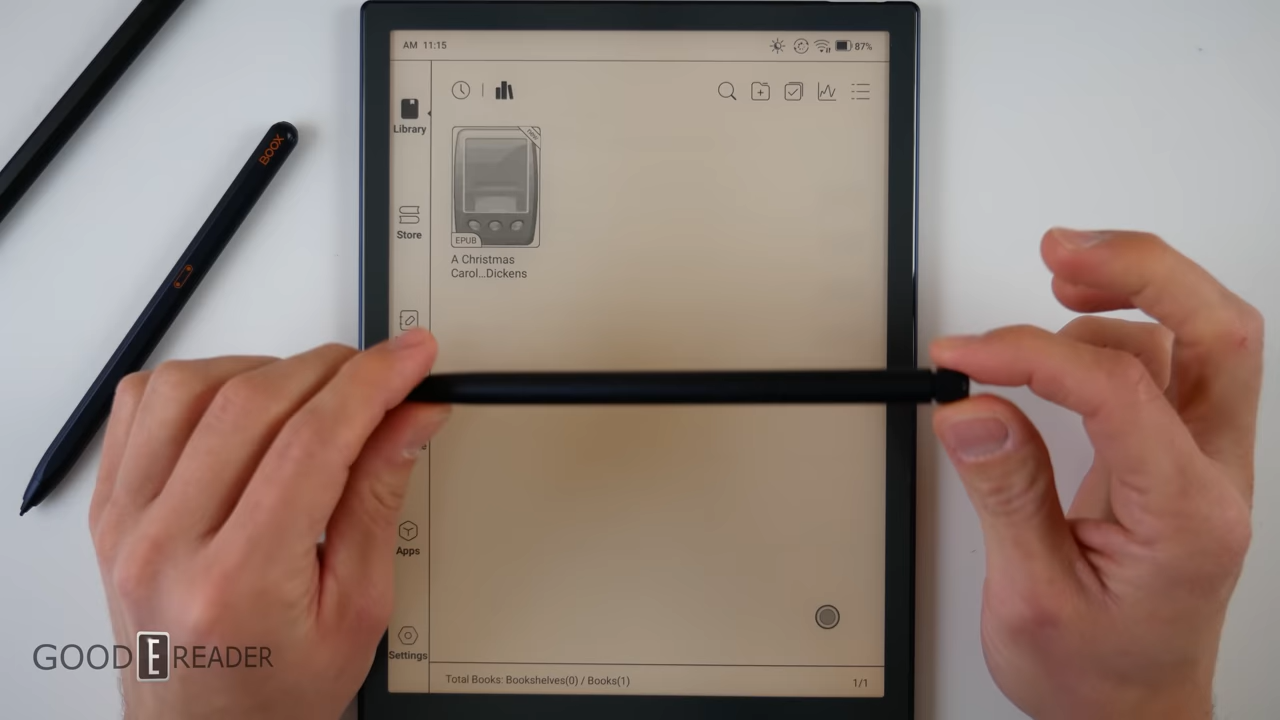 AM 11:15
87%
BOOX
Library
new
EPUB
A Christmas
Carol...Dickens
Store
Apps
Settings
Total Books: Bookshelves(0) / Books(1)
1/1
GOOD E READER